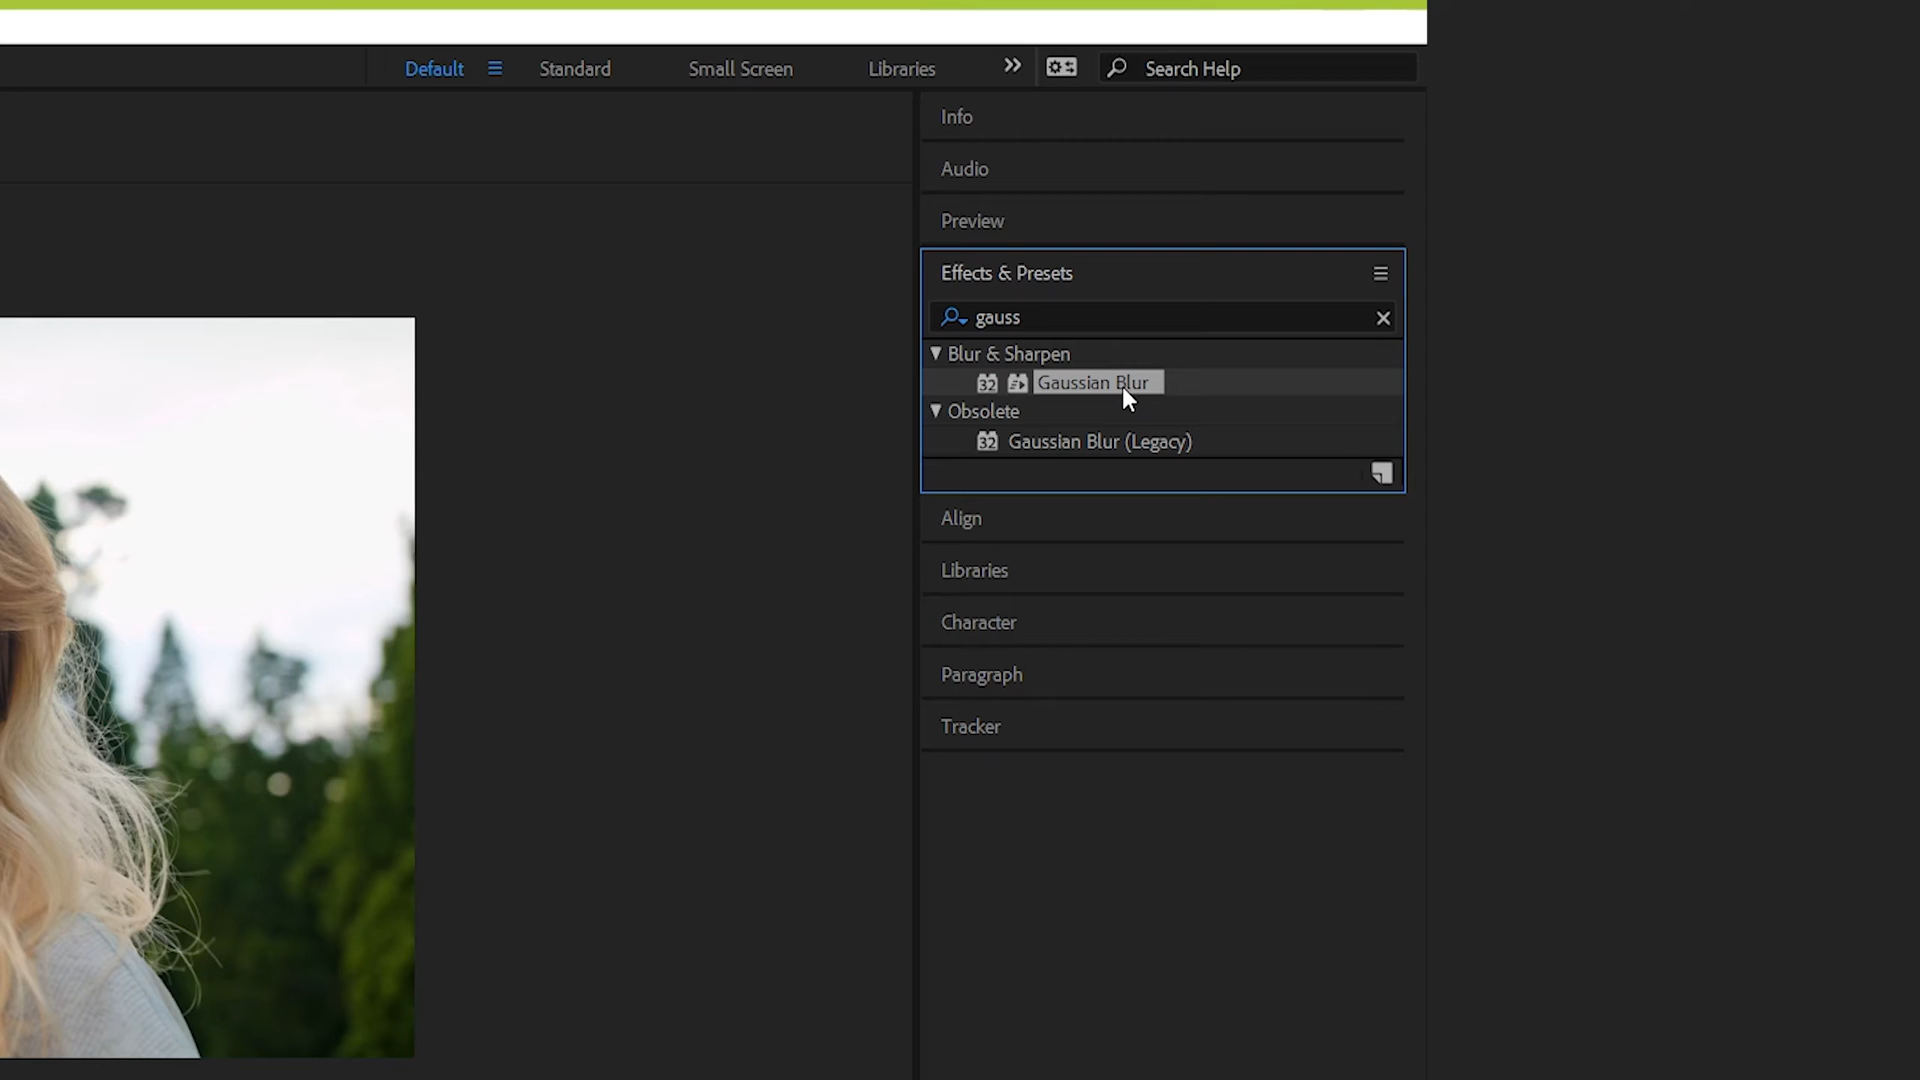 Default Standard Small Screen Libraries Search Help
Info
Audio
Preview
Effects & Presets
gauss
Blur & Sharpen
32 Gaussian Blur
Obsolete
32 Gaussian Blur (Legacy)
Align
Libraries
Character
Paragraph
Tracker